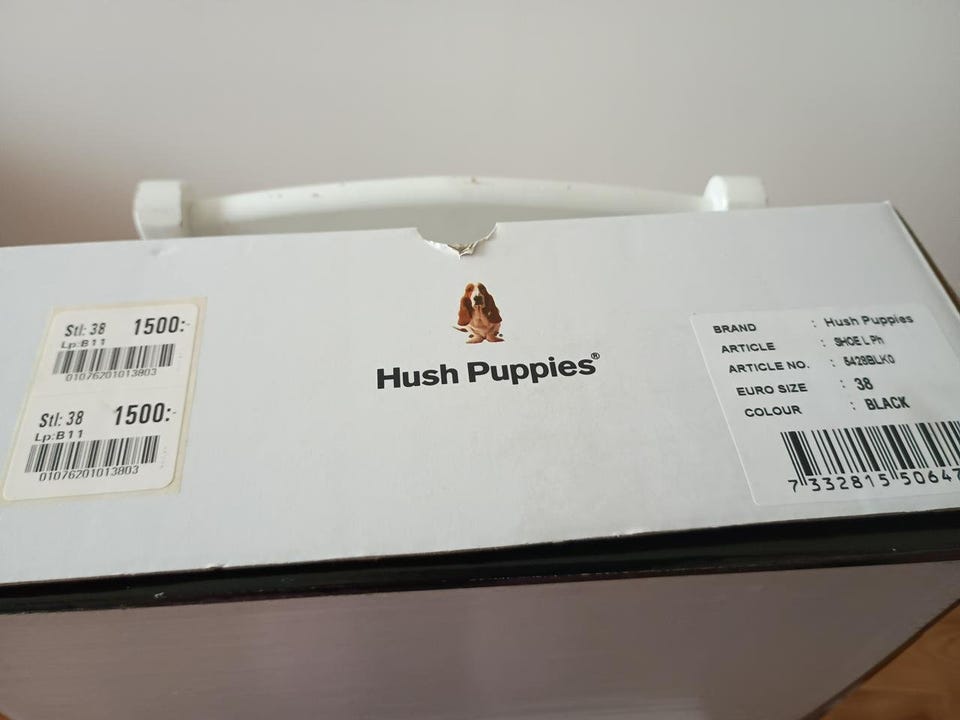 Stl: 38 1500:-
Lp:B11
01076201013803
Stl: 38 1500:-
Lp:B11
01076201013803
Hush Puppies®
BRAND : Hush Puppies
ARTICLE : SHOE L Ph
ARTICLE NO. :
EURO SIZE : 38
COLOUR : BLACK
7 332815 50647